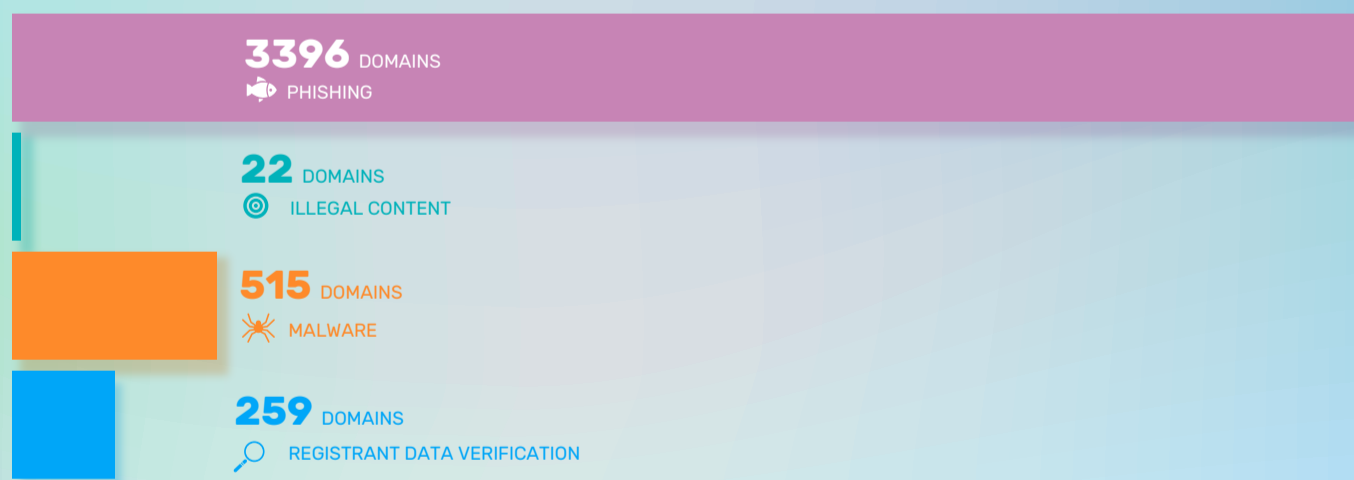 3396 DOMAINS
PHISHING
22 DOMAINS
ILLEGAL CONTENT
515 DOMAINS
MALWARE
259 DOMAINS
REGISTRANT DATA VERIFICATION